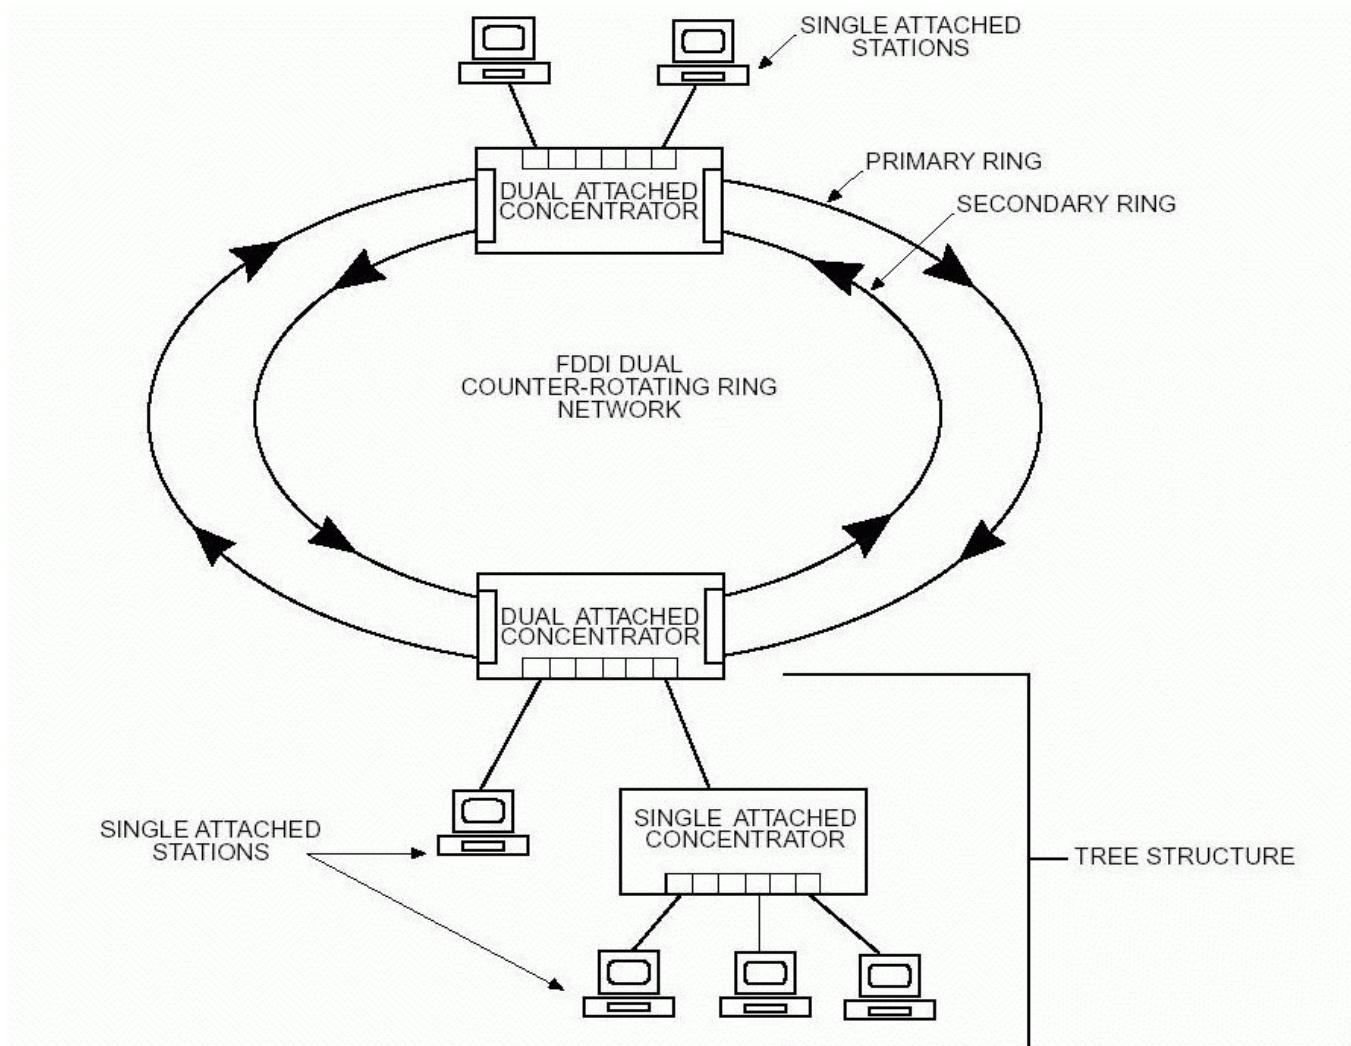 SINGLE ATTACHED
STATIONS
PRIMARY RING
SECONDARY RING
DUAL ATTACHED
CONCENTRATOR
FDDI DUAL
COUNTER-ROTATING RING
NETWORK
DUAL ATTACHED
CONCENTRATOR
SINGLE ATTACHED
STATIONS
SINGLE ATTACHED
CONCENTRATOR
TREE STRUCTURE